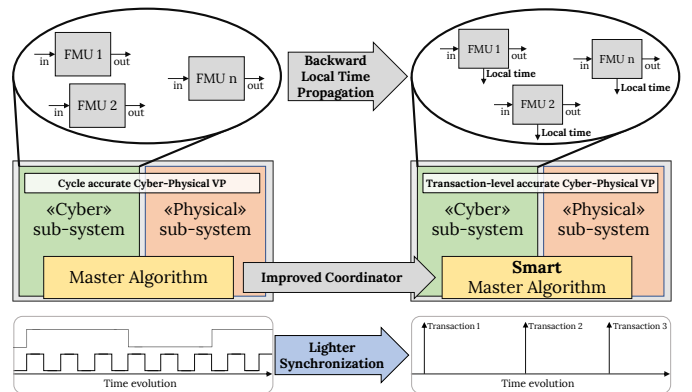 FMU 1
in
out
FMU n
in
out
FMU 2
in
out
Backward
Local Time
Propagation
FMU 1
in
out
Local time
FMU n
in
out
Local time
FMU 2
in
out
Local time
Cycle accurate Cyber-Physical VP
«Cyber»
sub-system
«Physical»
sub-system
Master Algorithm
Improved Coordinator
Transaction-level accurate Cyber-Physical VP
«Cyber»
sub-system
«Physical»
sub-system
Smart
Master Algorithm
Time evolution
Lighter
Synchronization
Transaction 1
Transaction 2
Transaction 3
Time evolution